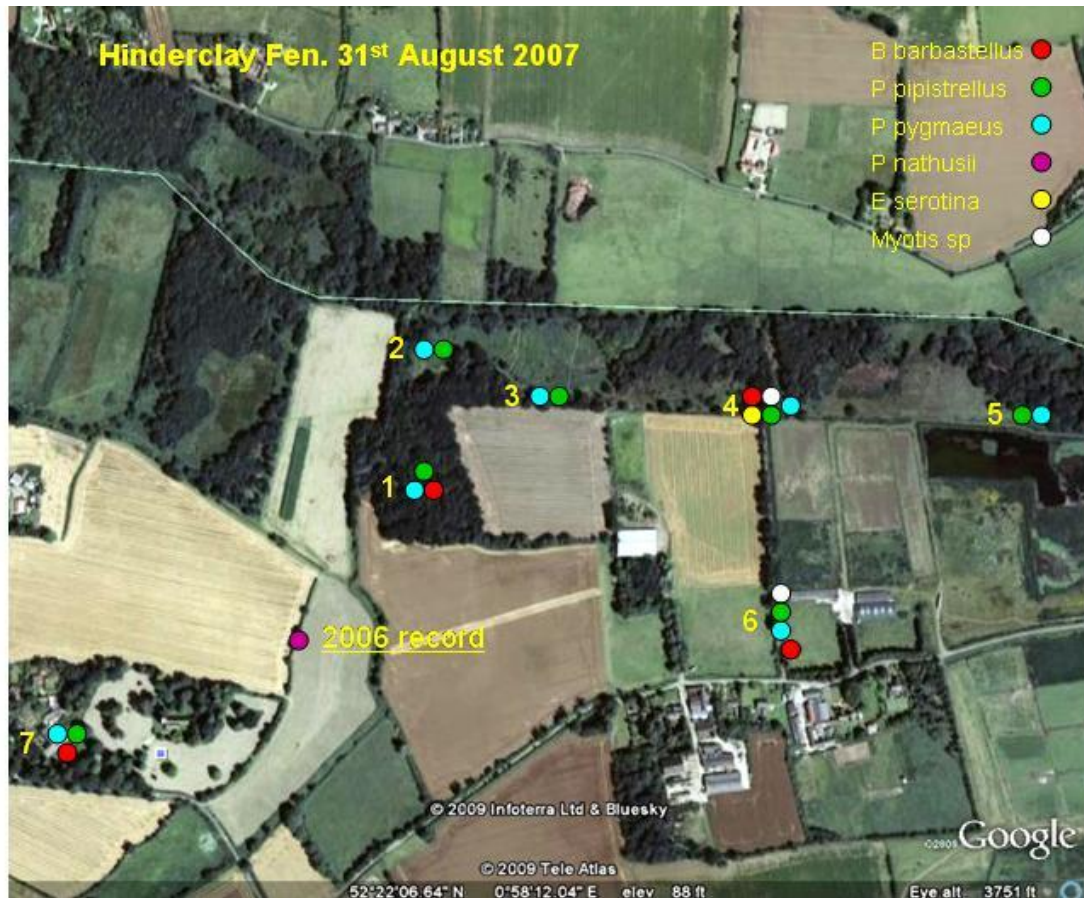 Hinderclay Fen. 31st August 2007
B barbastellus
P pipistrellus
P pygmaeus
P nathusii
E serotina
Myotis sp
2
3
4
5
1
6
2006 record
7
© 2009 Infoterra Ltd & Bluesky
Google
© 2009 Tele Atlas
52°22'06.64" N 0°58'12.04" E elev 88 ft Eye alt 3751 ft